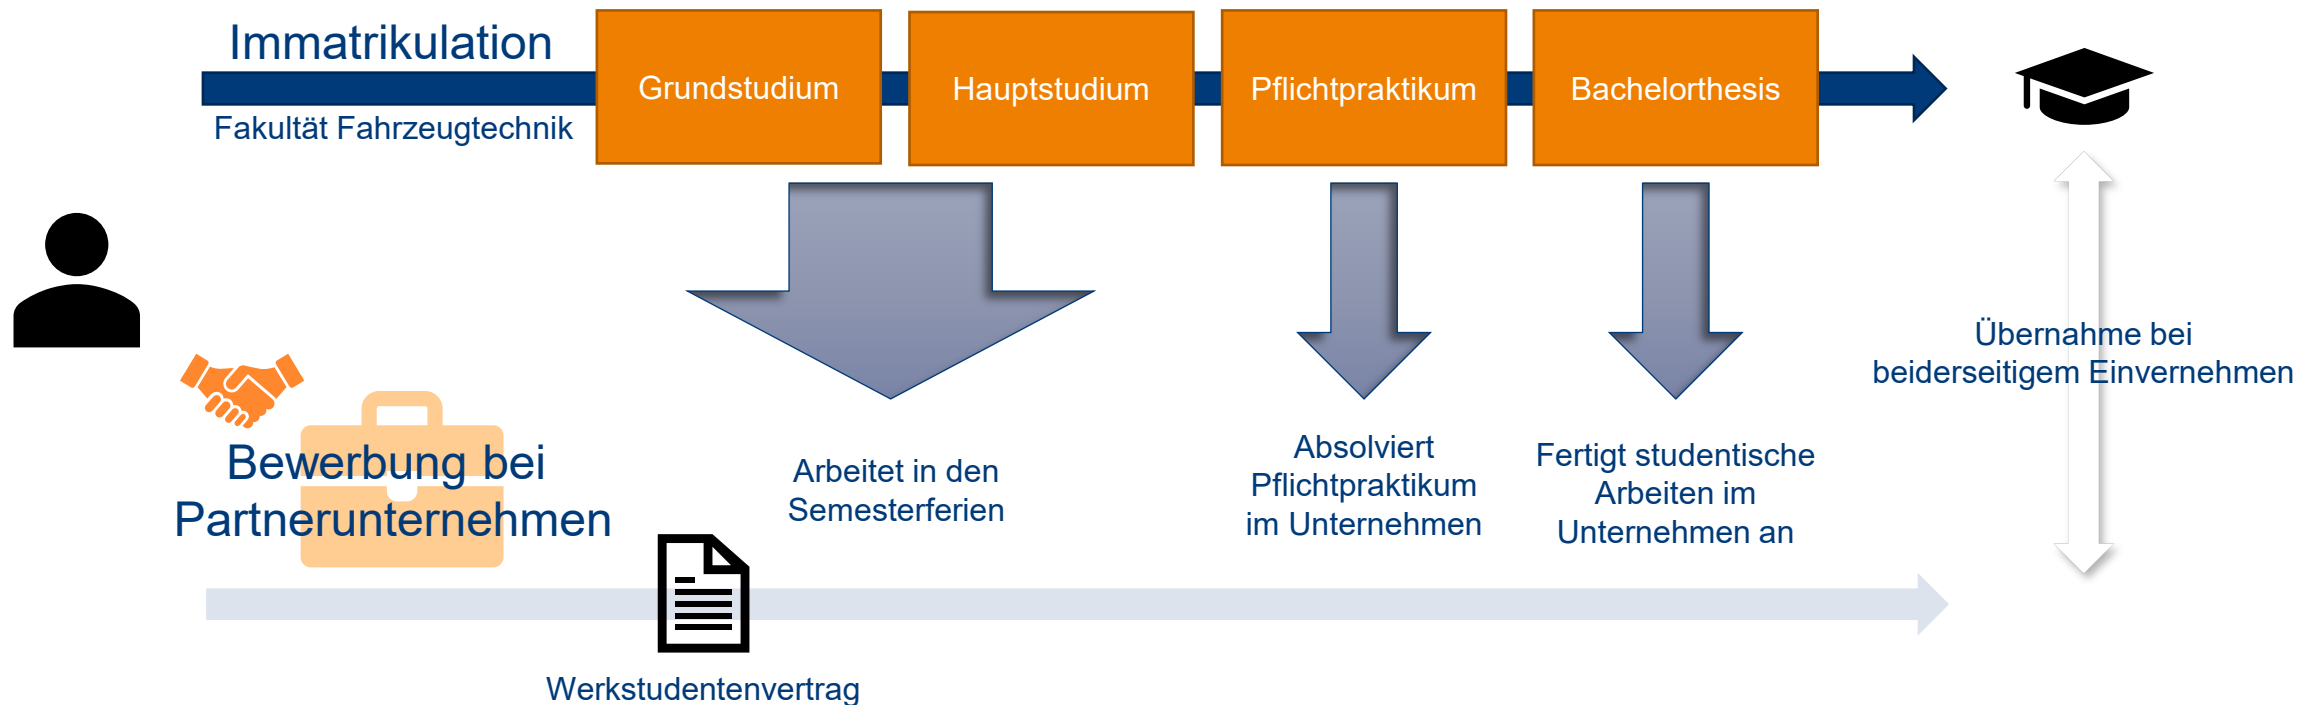 Immatrikulation
Fakultät Fahrzeugtechnik
Grundstudium
Hauptstudium
Pflichtpraktikum
Bachelorthesis
Bewerbung bei
Partnerunternehmen
Arbeitet in den
Semesterferien
Absolviert
Pflichtpraktikum
im Unternehmen
Fertigt studentische
Arbeiten im
Unternehmen an
Übernahme bei
beiderseitigem Einvernehmen
Werkstudentenvertrag